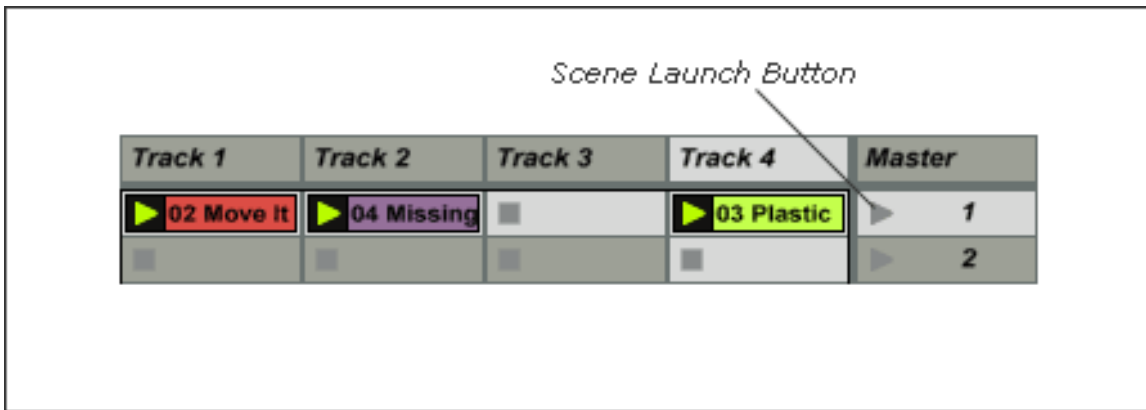 Scene Launch Button
Track 1 Track 2 Track 3 Track 4 Master
02 Move It 04 Missing 03 Plastic 1
2